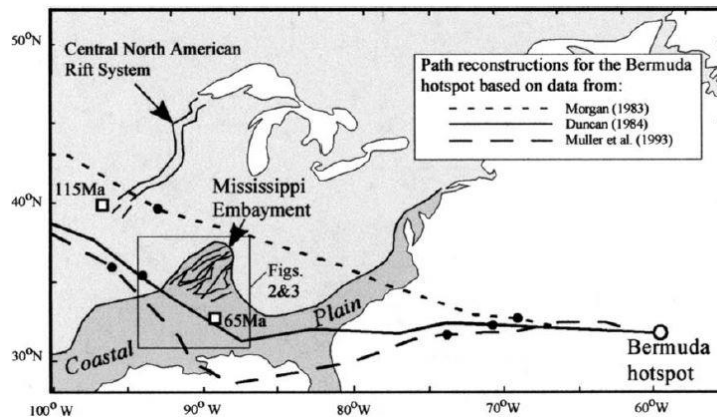 50° N
Central North American
Rift System
Path reconstructions for the Bermuda
hotspot based on data from:
Morgan (1983)
Duncan (1984)
Muller et al. (1993)
115Ma
40°N
Mississippi
Embayment
Figs.
2&3
65Ma
Plain
Coastal
30°N
Bermuda
hotspot
100° W
90° W
80° W
70° W
60° W